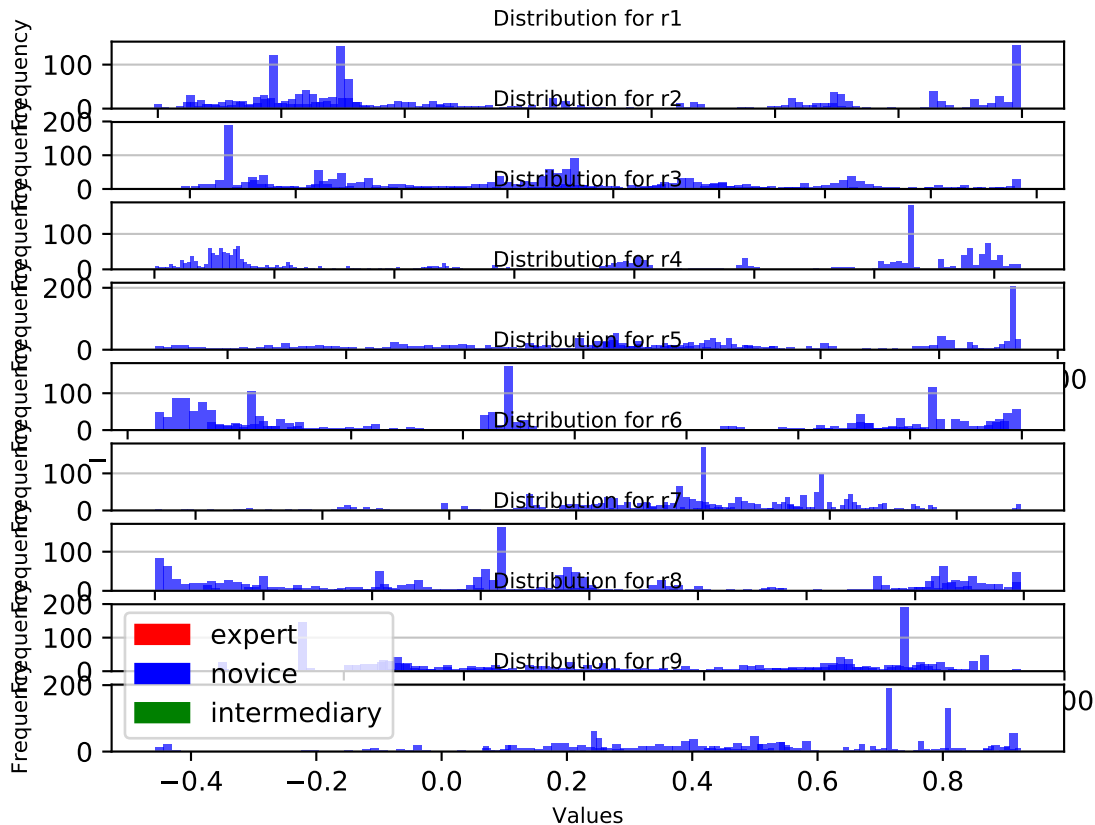 Distribution for r1
Frequency
100
0
Distribution for r2
Frequency
200
100
0
Distribution for r3
Frequency
100
0
Distribution for r4
Frequency
200
0
Distribution for r5
Frequency
00
100
0
Distribution for r6
Frequency
100
0
Distribution for r7
Frequency
100
0
Distribution for r8
Frequency
200
100
0
expert
novice
intermediary
Distribution for r9
Frequency
00
200
0
−0.4 −0.2 0.0 0.2 0.4 0.6 0.8
Values